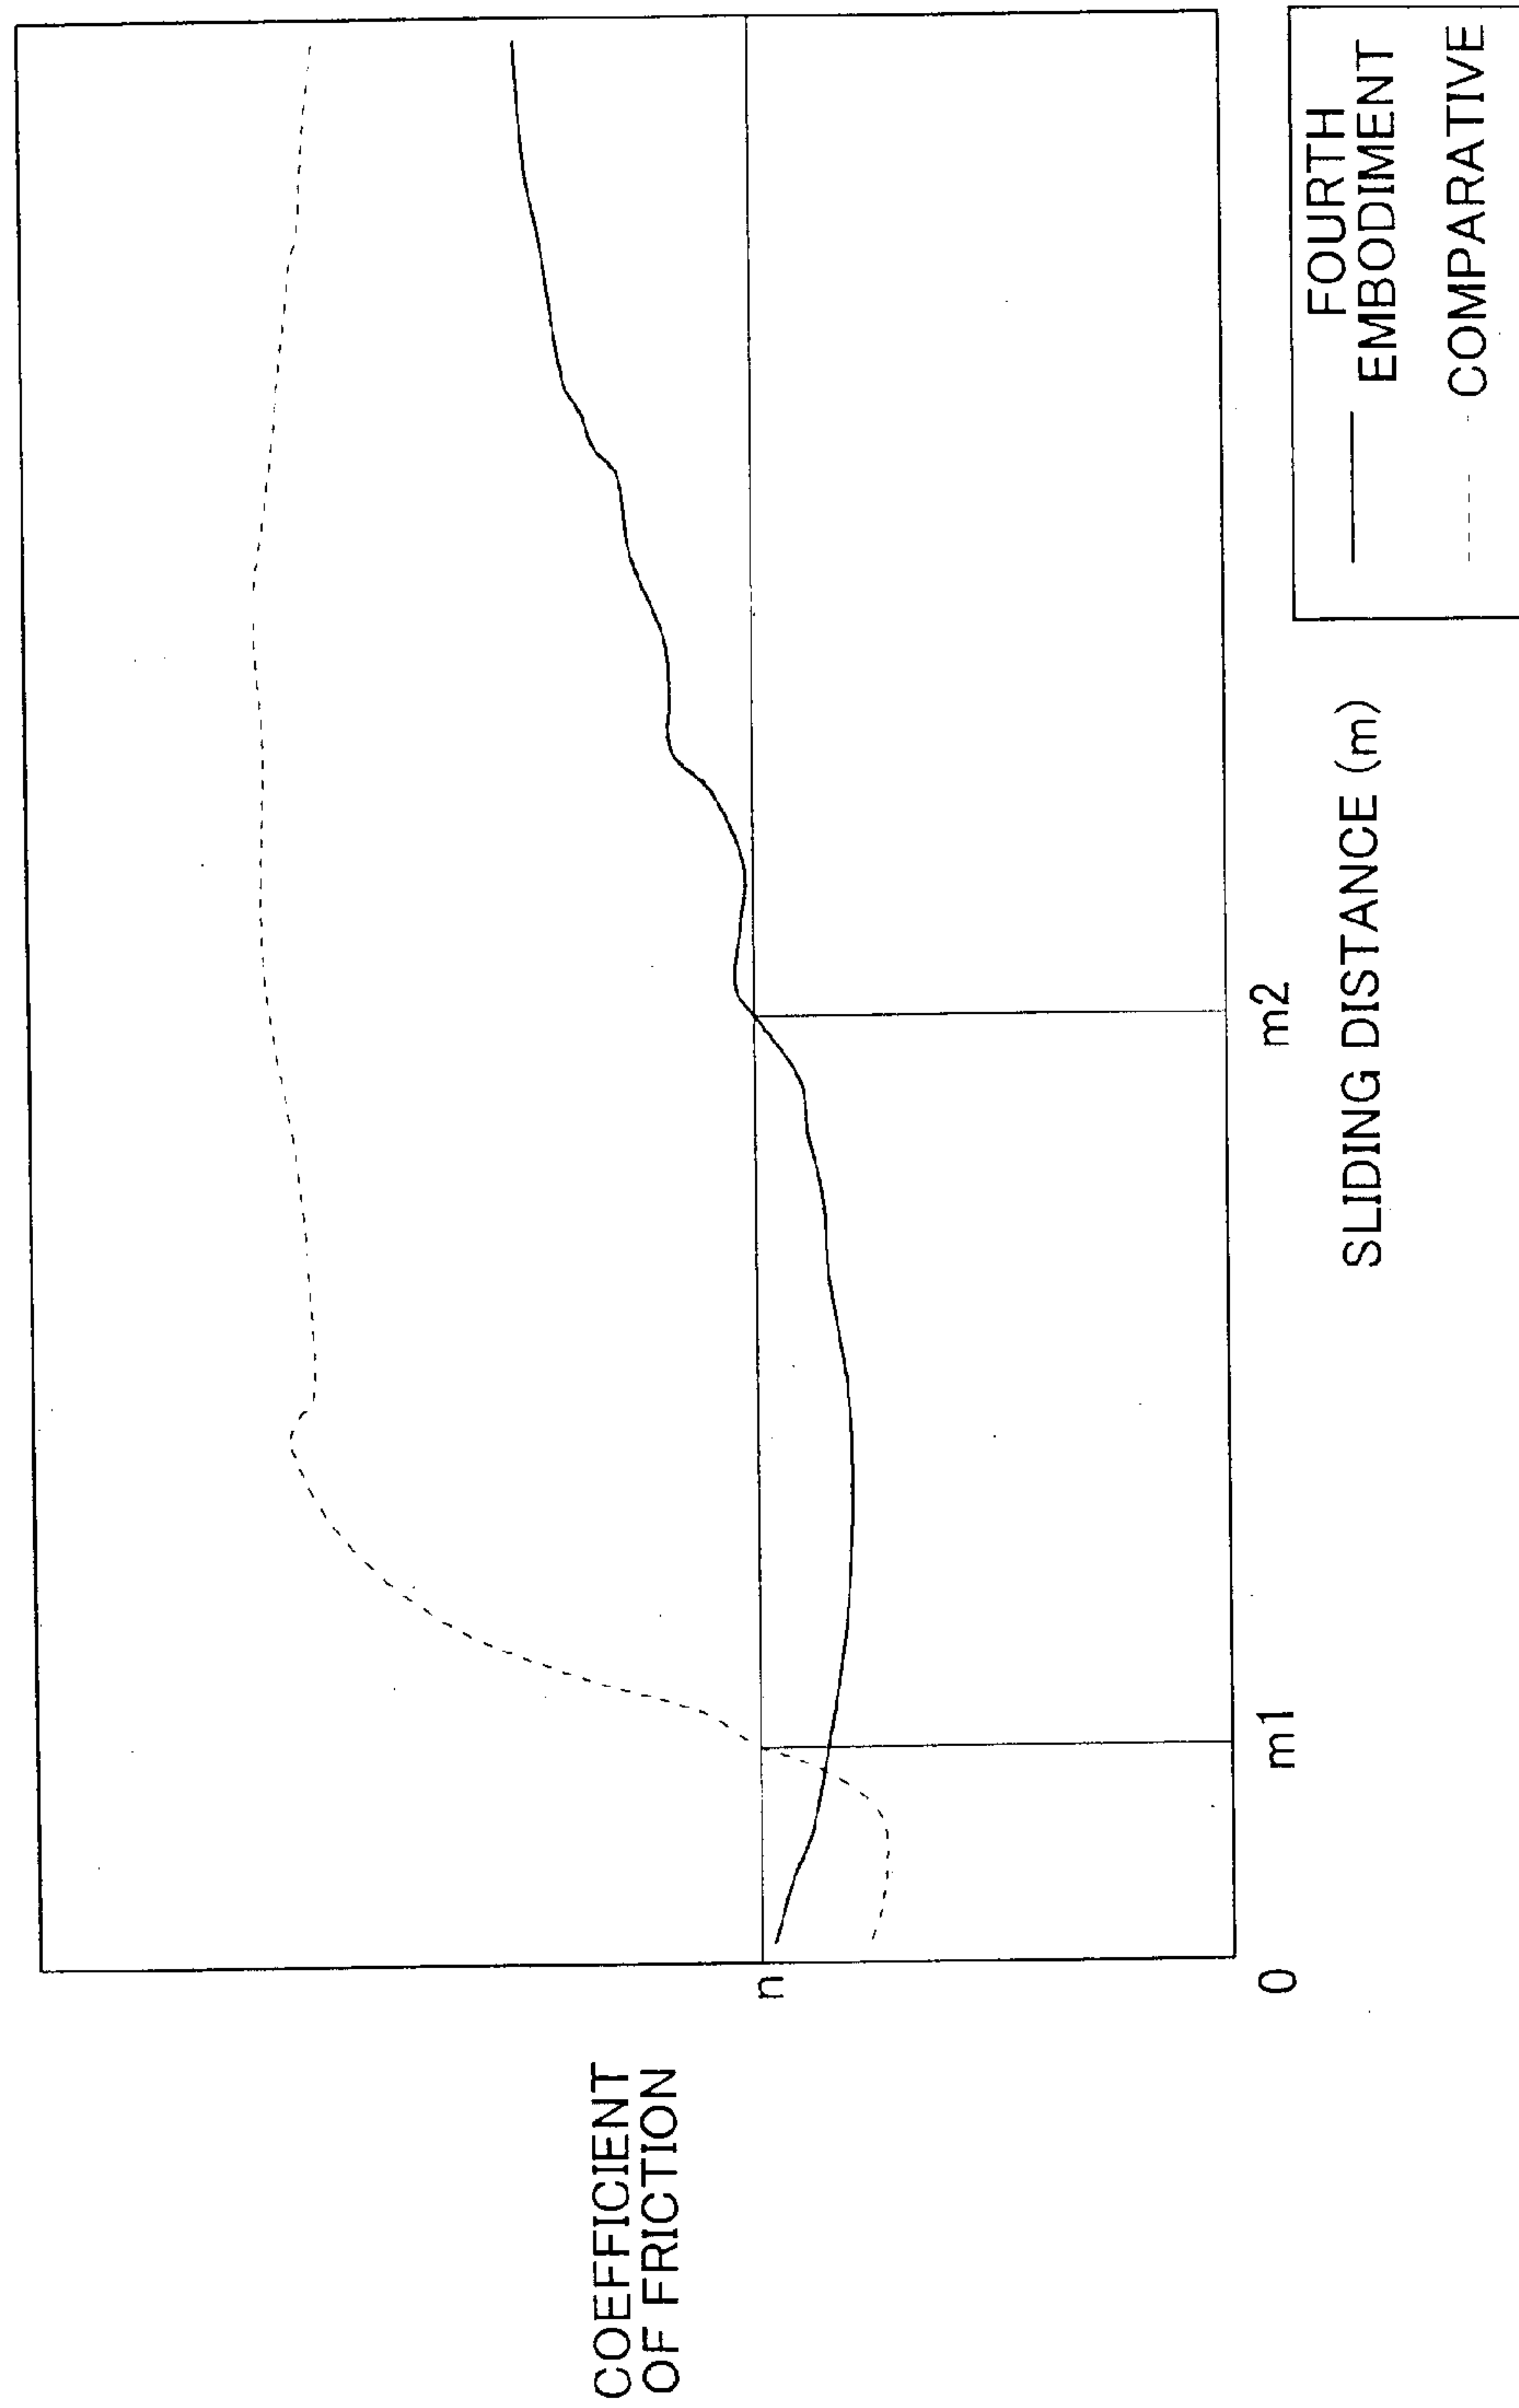 COEFFICIENT
OF FRICTION
n
0
m1
m2
SLIDING DISTANCE (m)
FOURTH
EMBODIMENT
COMPARATIVE